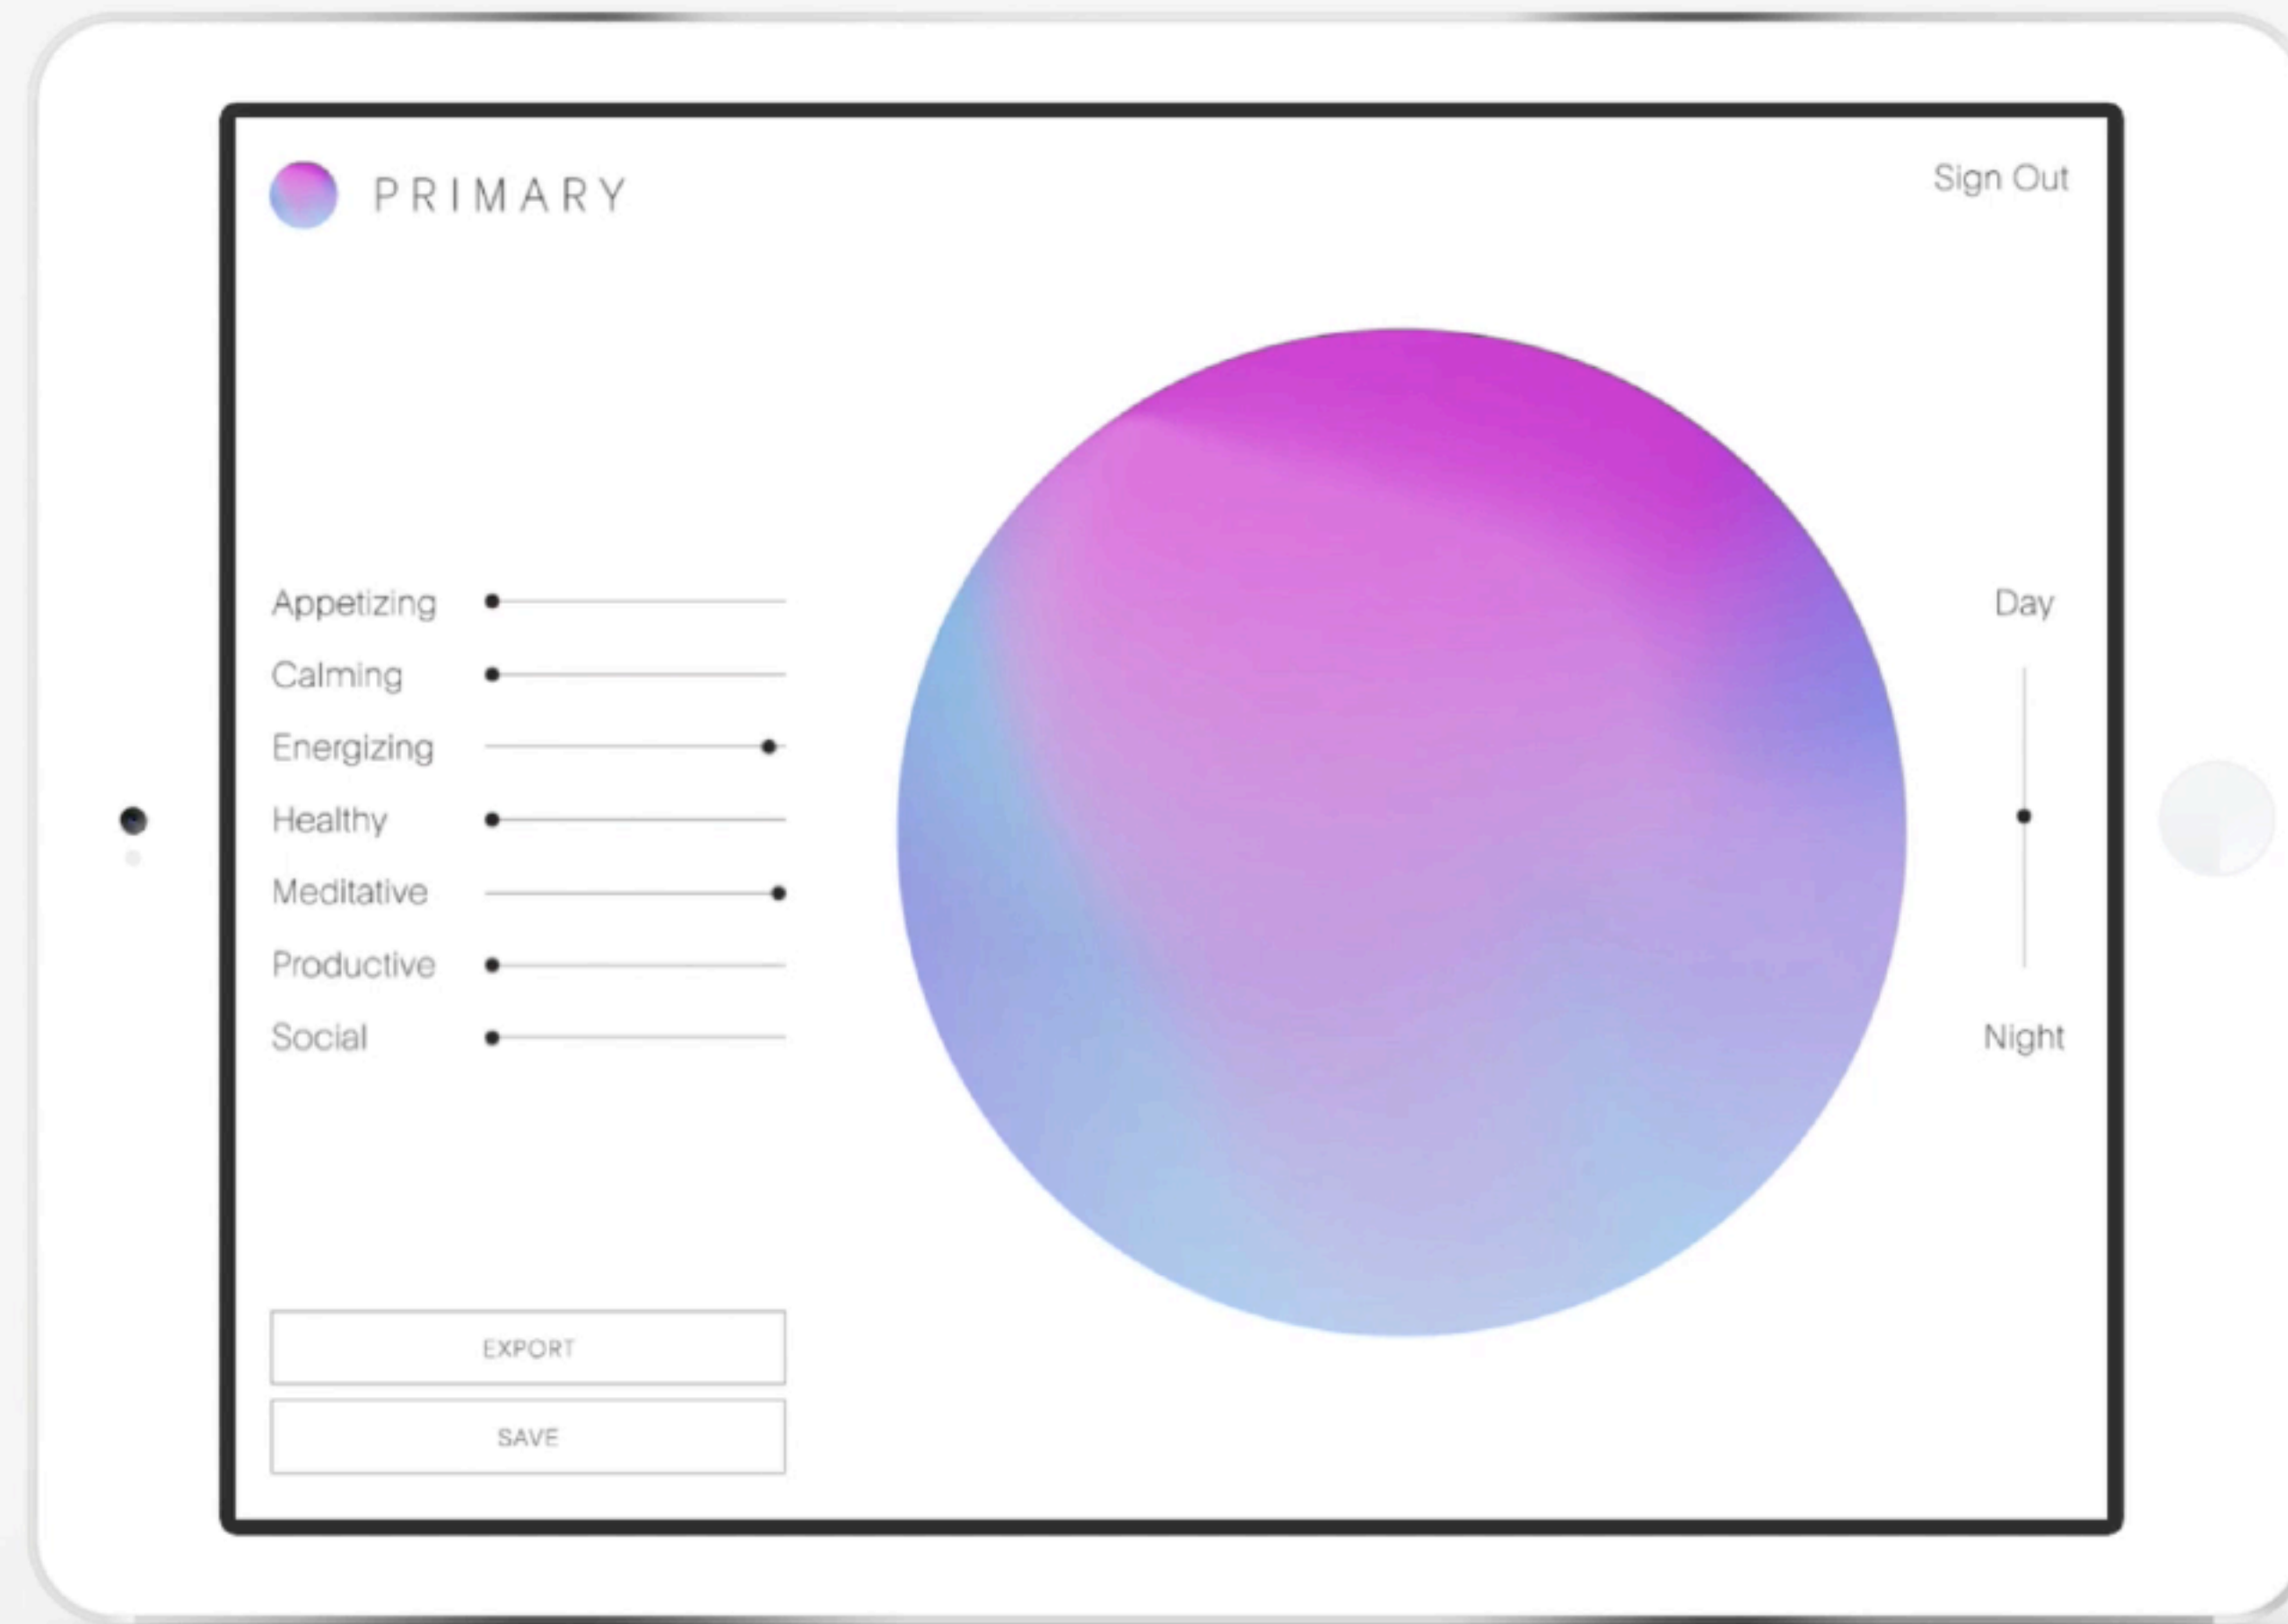 PRIMARY
Sign Out
Appetizing
Calming
Energizing
Healthy
Meditative
Productive
Social
Day
Night
EXPORT
SAVE